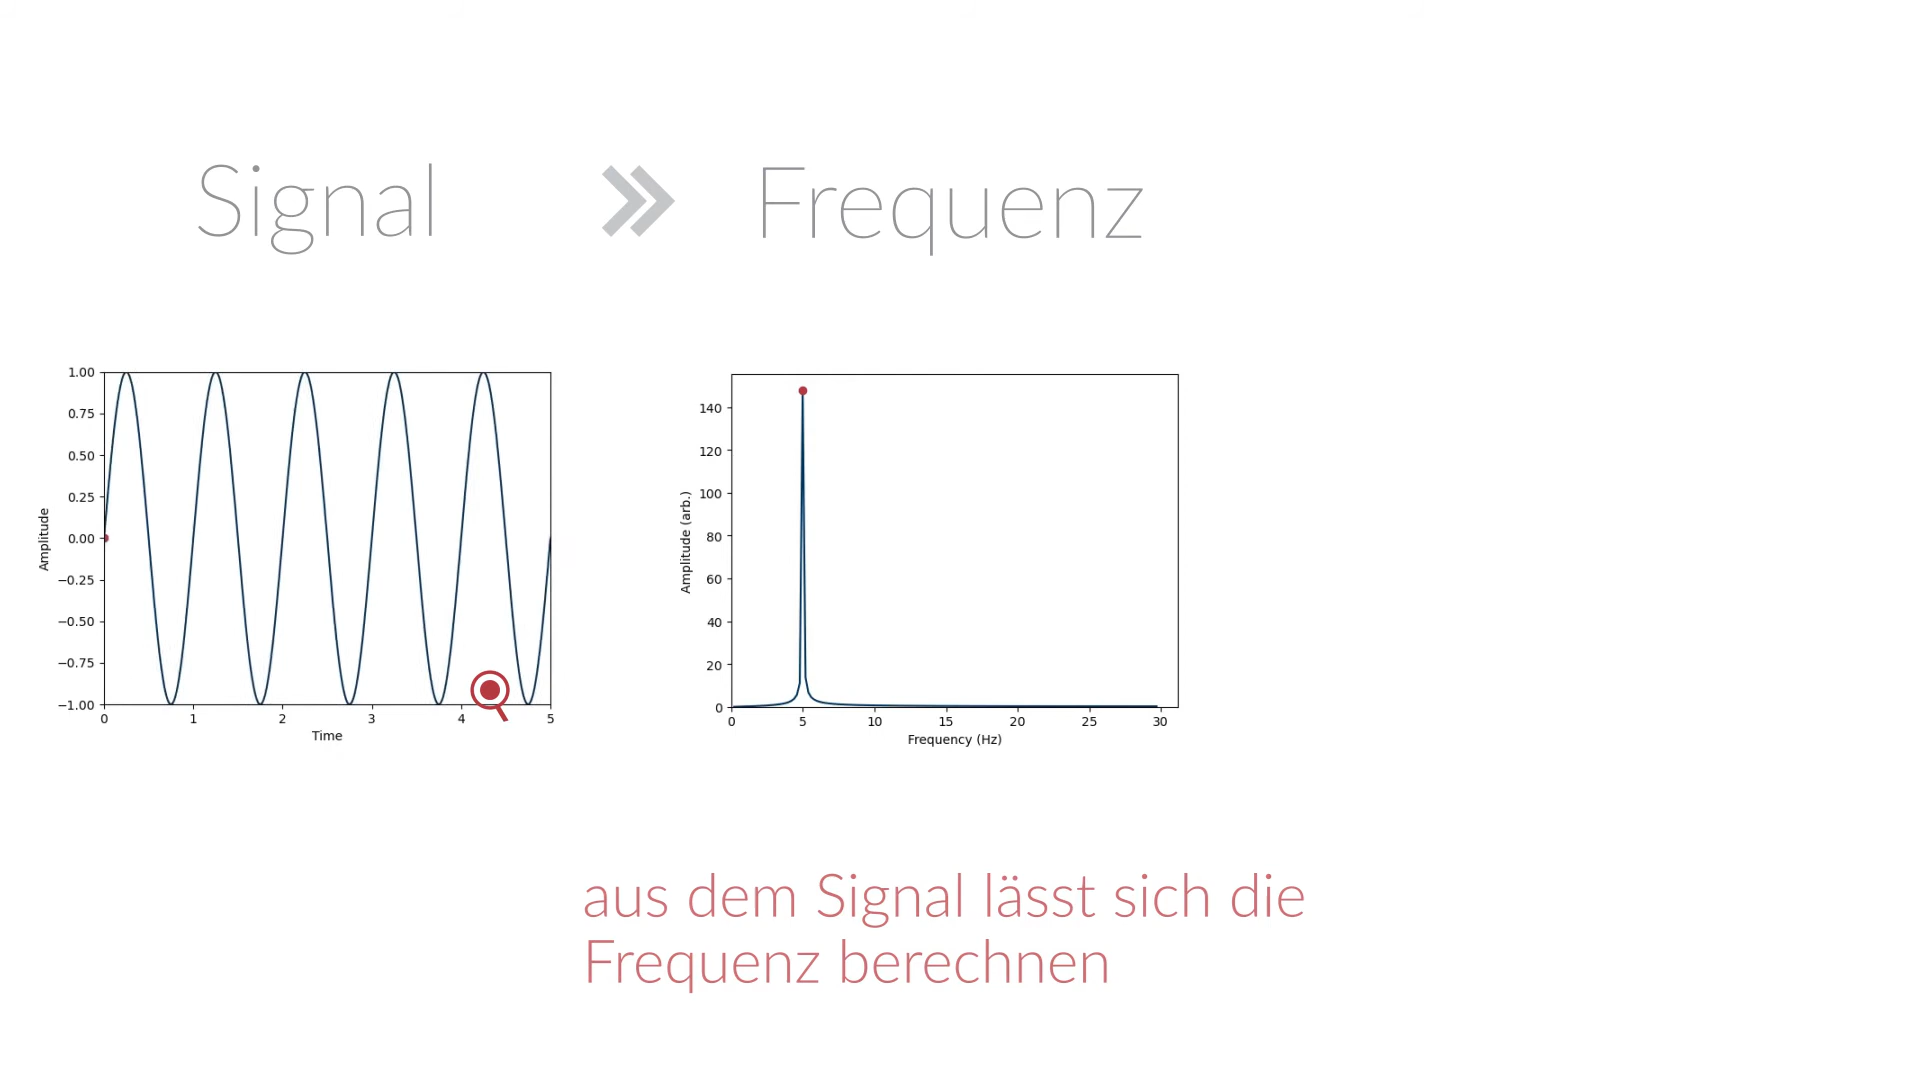 Signal
Frequenz
1.00
0.75
0.50
0.25
0.00
−0.25
−0.50
−0.75
−1.00
Amplitude
0 1 2 3 4 5
Time
140
120
100
80
60
40
20
0
Amplitude (arb.)
0 5 10 15 20 25 30
Frequency (Hz)
aus dem Signal lässt sich die
Frequenz berechnen